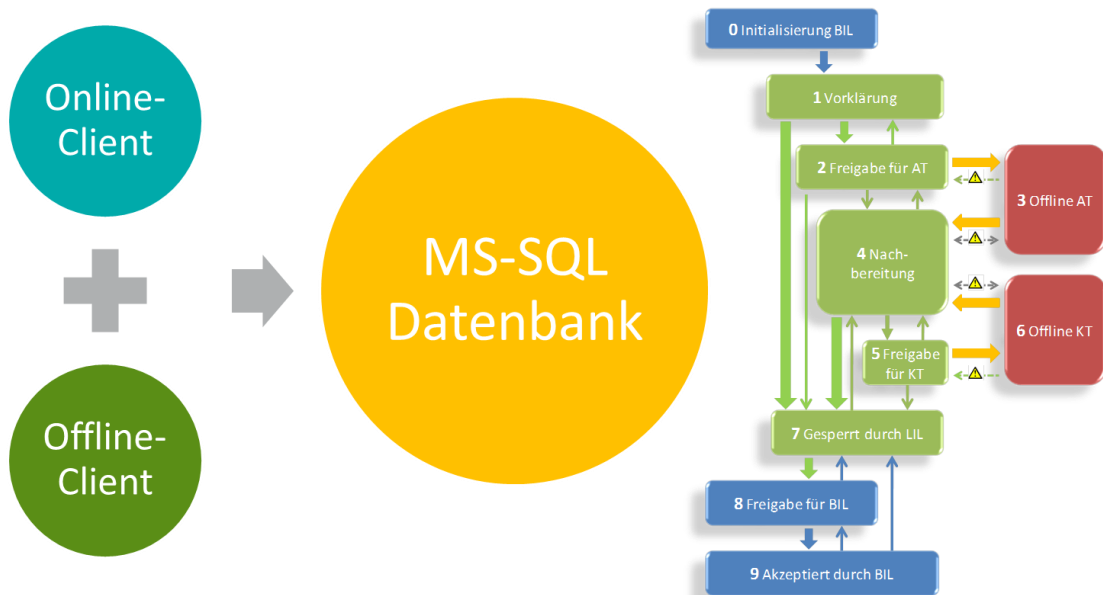 Online-
Client
Offline-
Client
MS-SQL
Datenbank
0 Initialisierung BIL
1 Vorklärung
2 Freigabe für AT
3 Offline AT
4 Nach-
bereitung
5 Freigabe
für KT
6 Offline KT
7 Gesperrt durch LIL
8 Freigabe für BIL
9 Akzeptiert durch BIL